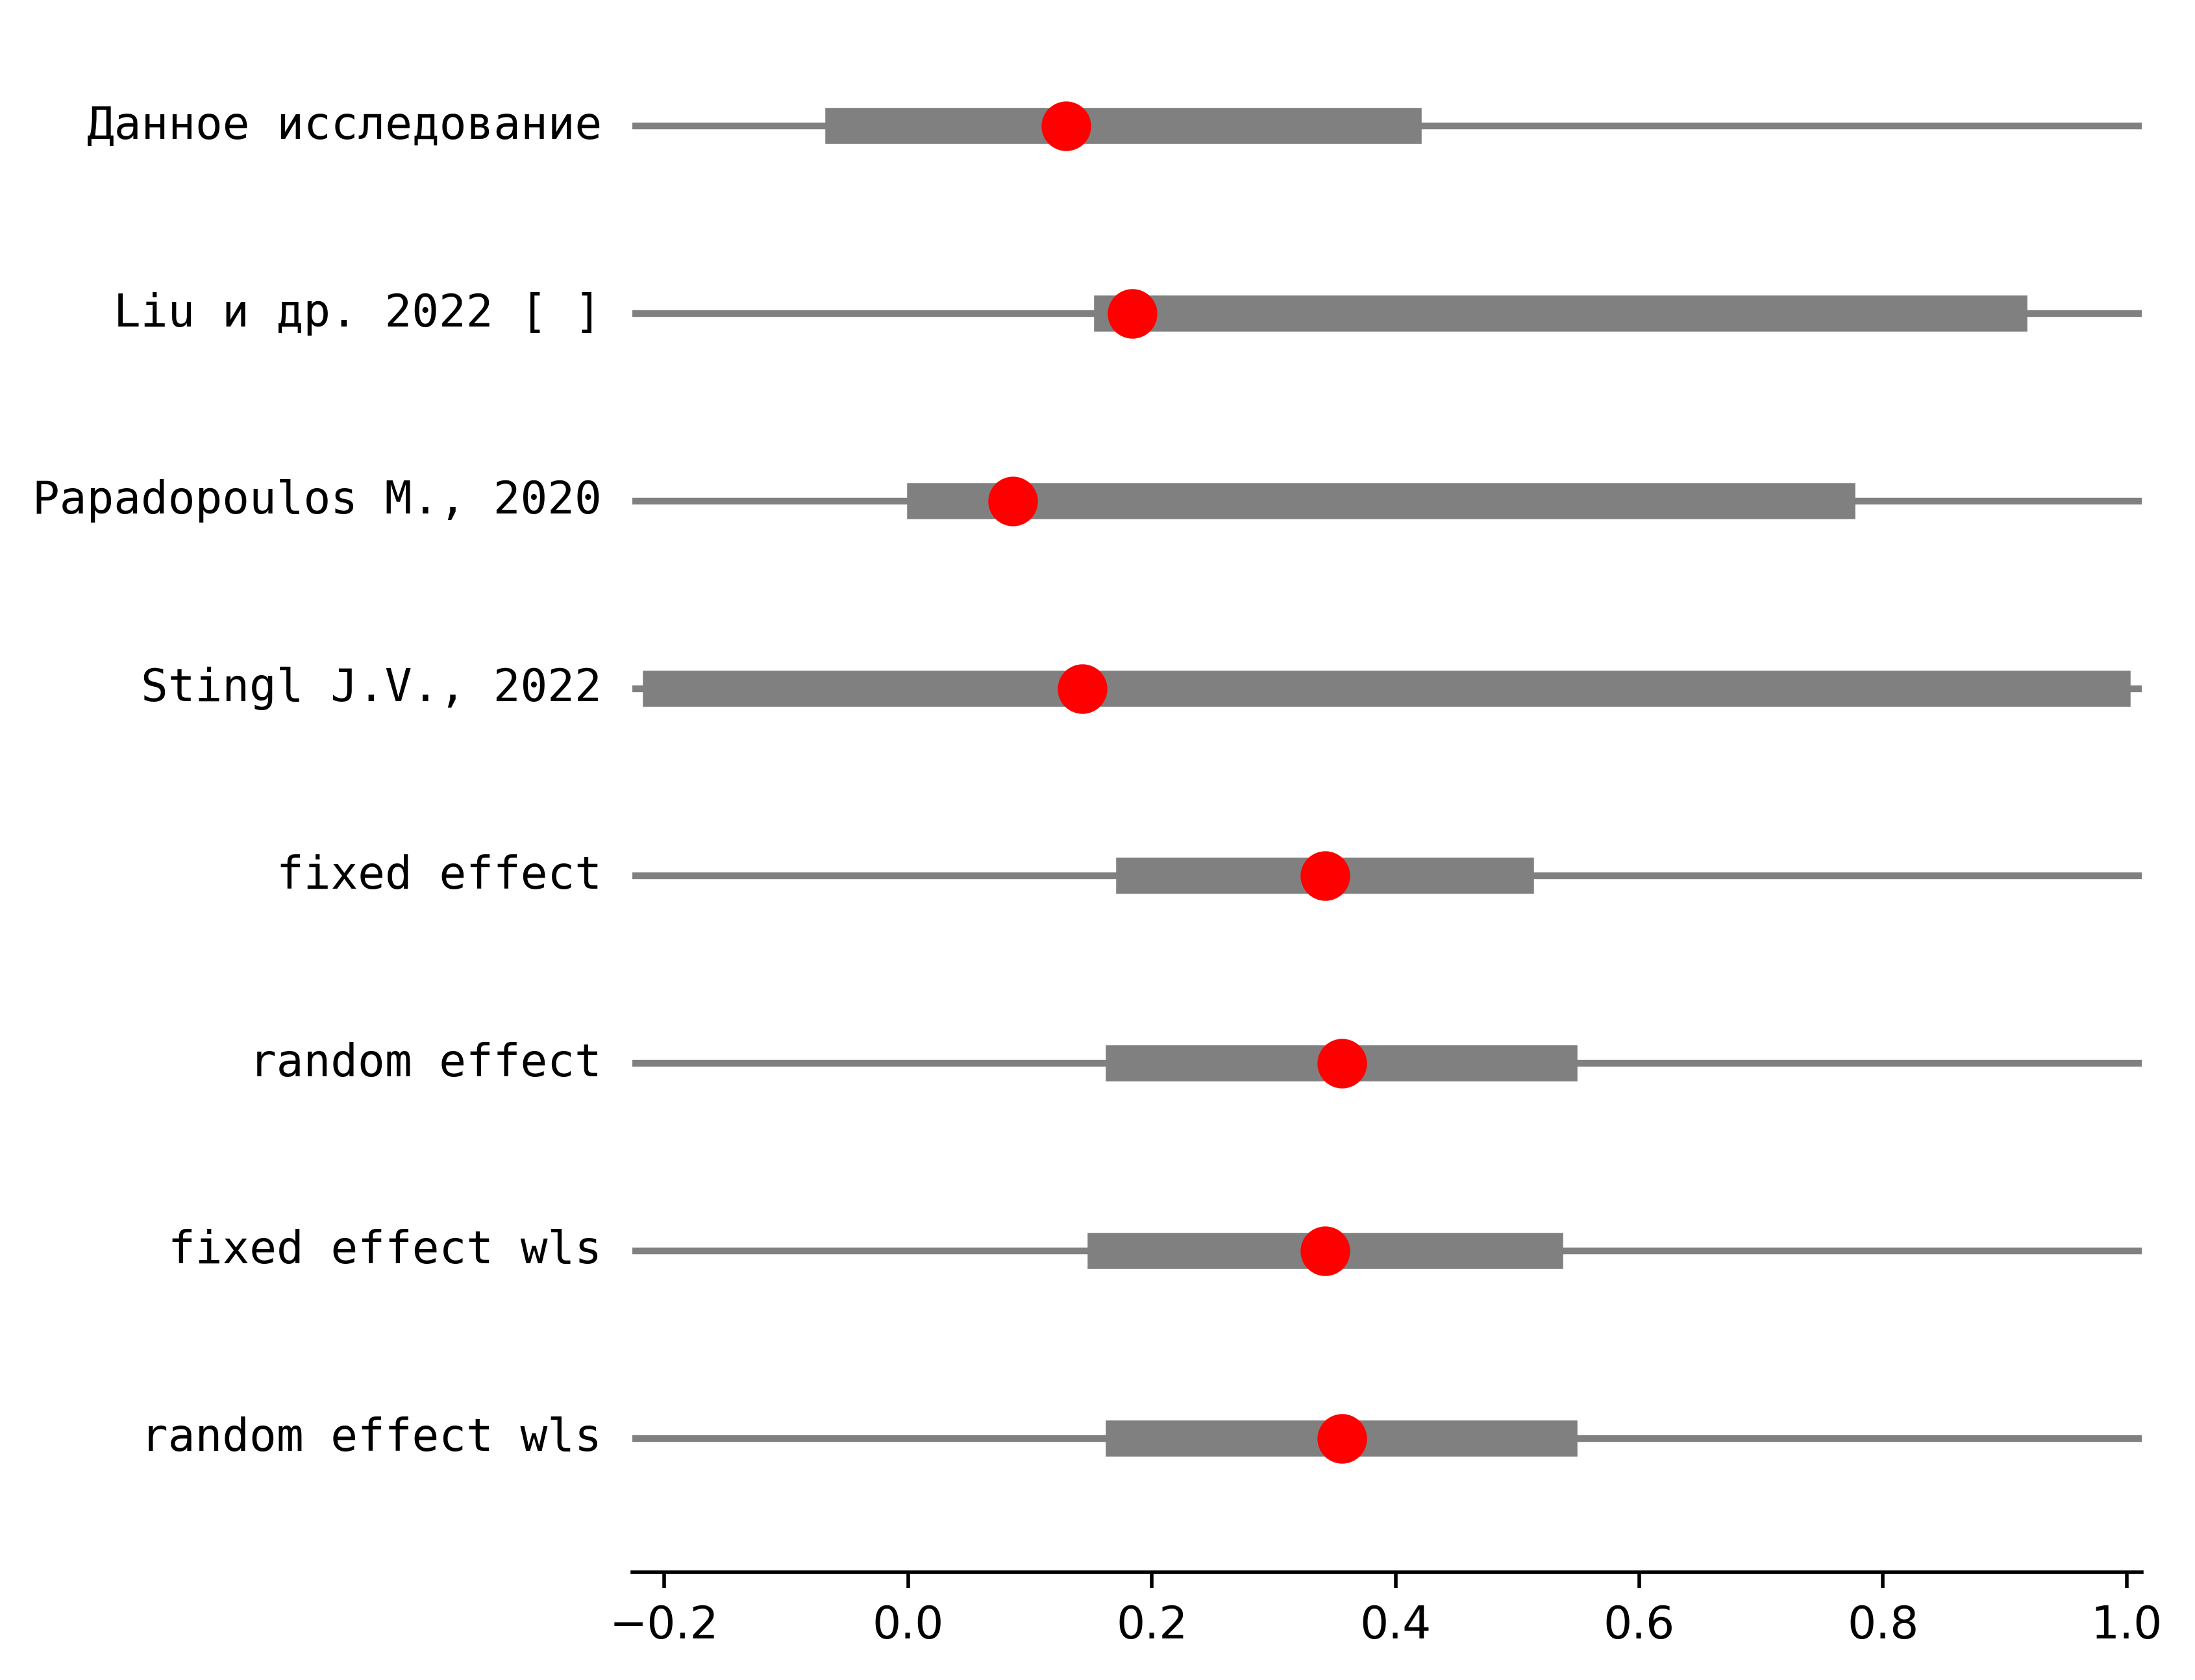 Данное исследование
Liu и др. 2022 [ ]
Papadopoulos M., 2020
Stingl J.V., 2022
fixed effect
random effect
fixed effect wls
random effect wls
−0.2 0.0 0.2 0.4 0.6 0.8 1.0